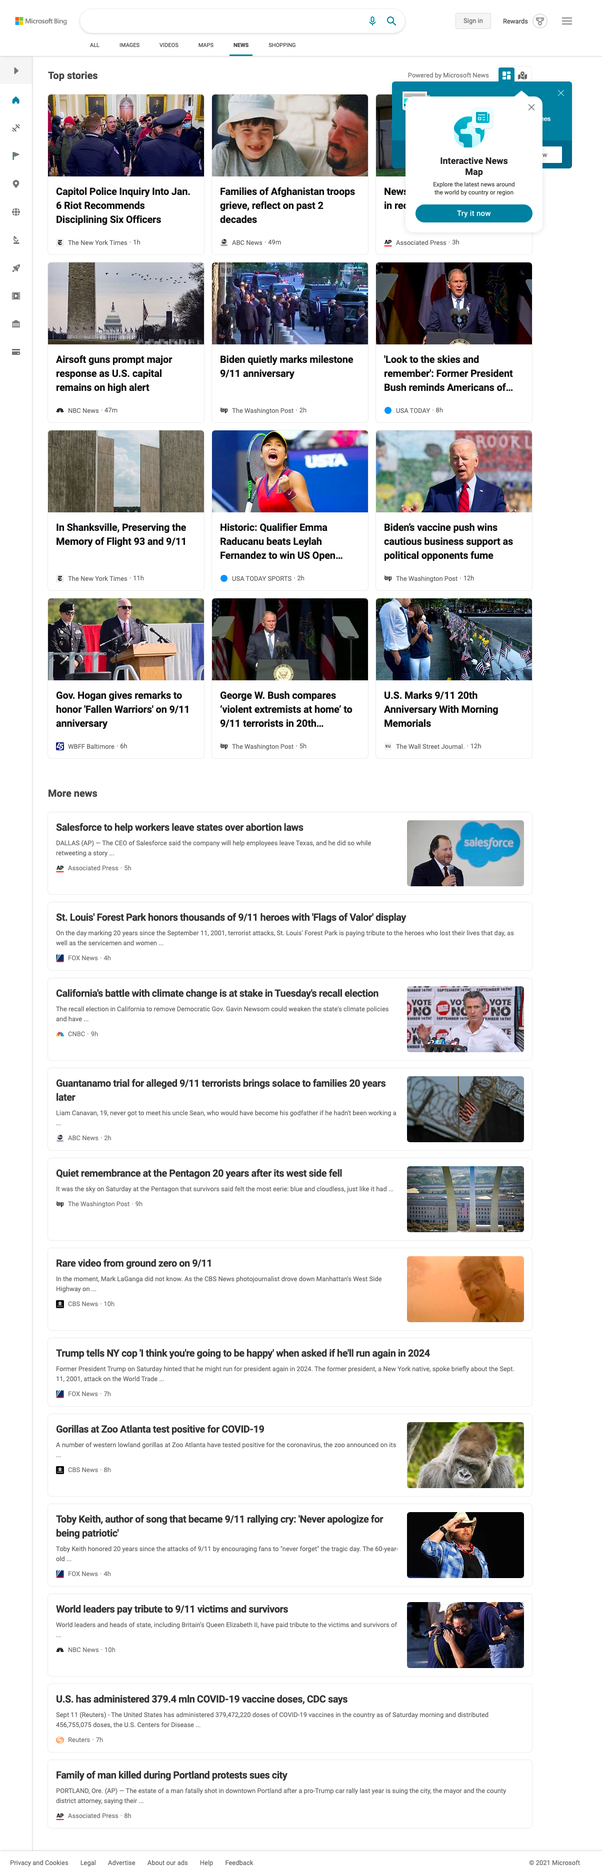 Microsoft Bing
Sign in
Rewards
ALL
IMAGES
VIDEOS
MAPS
NEWS
SHOPPING
Top stories
Powered by Microsoft News
Interactive News
Map
Explore the latest news around
the world by country or region
Try it now
Capitol Police Inquiry Into Jan.
6 Riot Recommends
Disciplining Six Officers
The New York Times · 1h
Families of Afghanistan troops
grieve, reflect on past 2
decades
ABC News · 49m
News
in rec
Associated Press · 3h
Airsoft guns prompt major
response as U.S. capital
remains on high alert
NBC News · 47m
Biden quietly marks milestone
9/11 anniversary
The Washington Post · 2h
'Look to the skies and
remember': Former President
Bush reminds Americans of...
USA TODAY · 8h
USTA
BROOKL
In Shanksville, Preserving the
Memory of Flight 93 and 9/11
The New York Times · 11h
Historic: Qualifier Emma
Raducanu beats Leylah
Fernandez to win US Open...
USA TODAY SPORTS · 2h
Biden's vaccine push wins
cautious business support as
political opponents fume
The Washington Post · 12h
Gov. Hogan gives remarks to
honor 'Fallen Warriors' on 9/11
anniversary
WBFF Baltimore · 6h
George W. Bush compares
'violent extremists at home' to
9/11 terrorists in 20th...
The Washington Post · 5h
U.S. Marks 9/11 20th
Anniversary With Morning
Memorials
The Wall Street Journal. · 12h
More news
Salesforce to help workers leave states over abortion laws
DALLAS (AP) — The CEO of Salesforce said the company will help employees leave Texas, and he did so while
retweeting a story ...
AP Associated Press · 5h
salesforce
St. Louis' Forest Park honors thousands of 9/11 heroes with 'Flags of Valor' display
On the day marking 20 years since the September 11, 2001, terrorist attacks, St. Louis' Forest Park is paying tribute to the heroes who lost their lives that day, as
well as the servicemen and women ...
FOX News · 4h
California's battle with climate change is at stake in Tuesday's recall election
The recall election in California to remove Democratic Gov. Gavin Newsom could weaken the state's climate policies
and have ...
CNBC · 9h
VOTE
NO
Guantanamo trial for alleged 9/11 terrorists brings solace to families 20 years
later
Liam Canavan, 19, never got to meet his uncle Sean, who would have become his godfather if he hadn't been working a
...
ABC News · 2h
Quiet remembrance at the Pentagon 20 years after its west side fell
It was the sky on Saturday at the Pentagon that survivors said felt the most eerie: blue and cloudless, just like it had ...
The Washington Post · 9h
Rare video from ground zero on 9/11
In the moment, Mark LaGanga did not know. As the CBS News photojournalist drove down Manhattan's West Side
Highway on ...
CBS News · 10h
Trump tells NY cop 'I think you're going to be happy' when asked if he'll run again in 2024
Former President Trump on Saturday hinted that he might run for president again in 2024. The former president, a New York native, spoke briefly about the Sept.
11, 2001, attack on the World Trade ...
FOX News · 7h
Gorillas at Zoo Atlanta test positive for COVID-19
A number of western lowland gorillas at Zoo Atlanta have tested positive for the coronavirus, the zoo announced on its
...
CBS News · 8h
Toby Keith, author of song that became 9/11 rallying cry: 'Never apologize for
being patriotic'
Toby Keith honored 20 years since the attacks of 9/11 by encouraging fans to "never forget" the tragic day. The 60-year-
old ...
FOX News · 4h
World leaders pay tribute to 9/11 victims and survivors
World leaders and heads of state, including Britain's Queen Elizabeth II, have paid tribute to the victims and survivors of
...
NBC News · 10h
U.S. has administered 379.4 mln COVID-19 vaccine doses, CDC says
Sept 11 (Reuters) - The United States has administered 379,472,220 doses of COVID-19 vaccines in the country as of Saturday morning and distributed
456,755,075 doses, the U.S. Centers for Disease ...
Reuters · 7h
Family of man killed during Portland protests sues city
PORTLAND, Ore. (AP) — The estate of a man fatally shot in downtown Portland after a pro-Trump car rally last year is suing the city, the mayor and the county
district attorney, saying their ...
AP Associated Press · 8h
Privacy and Cookies
Legal
Advertise
About our ads
Help
Feedback
© 2021 Microsoft